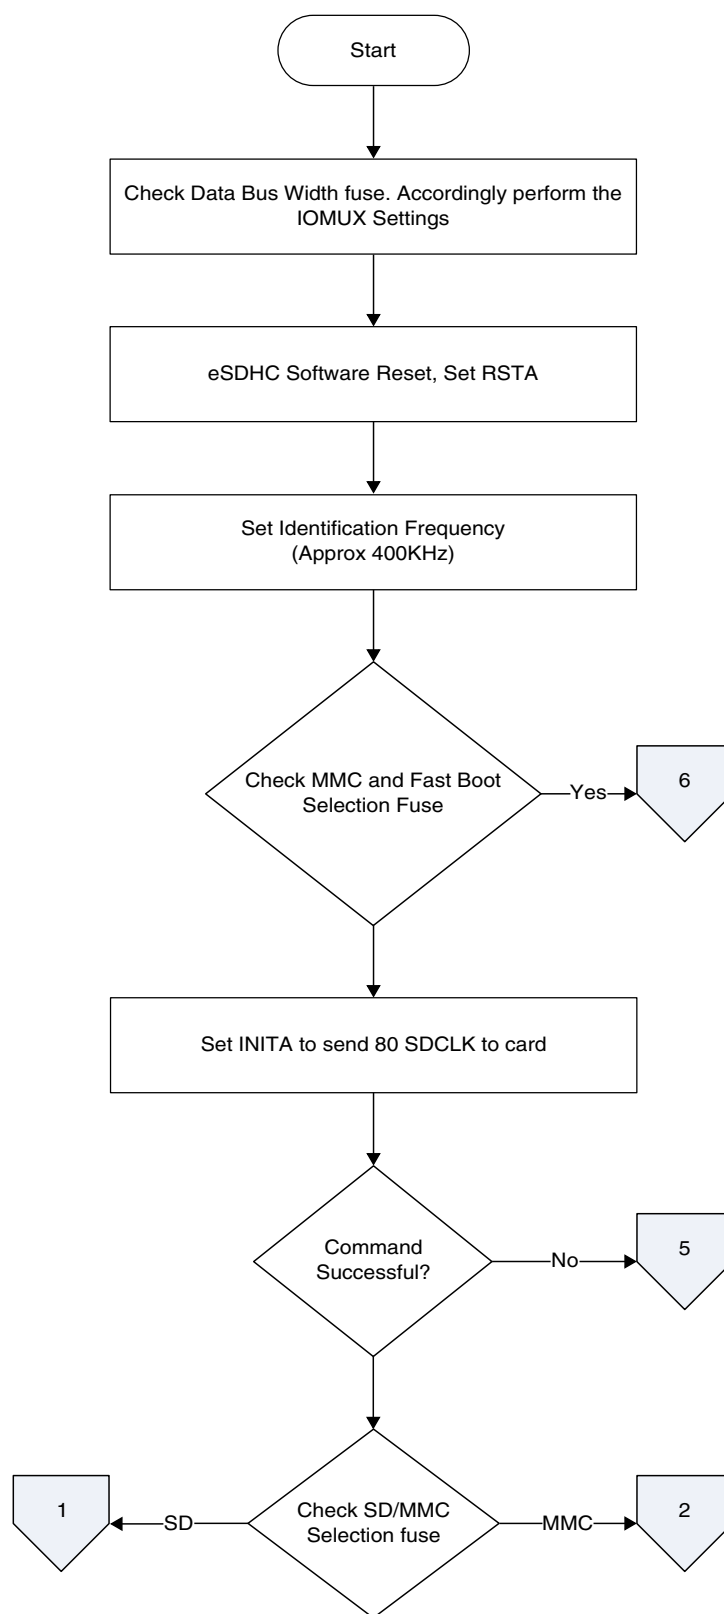 Start
Check Data Bus Width fuse. Accordingly perform the
IOMUX Settings
eSDHC Software Reset, Set RSTA
Set Identification Frequency
(Approx 400KHz)
Check MMC and Fast Boot
Selection Fuse
Yes
6
Set INITA to send 80 SDCLK to card
Command
Successful?
No
5
1
SD
Check SD/MMC
Selection fuse
MMC
2